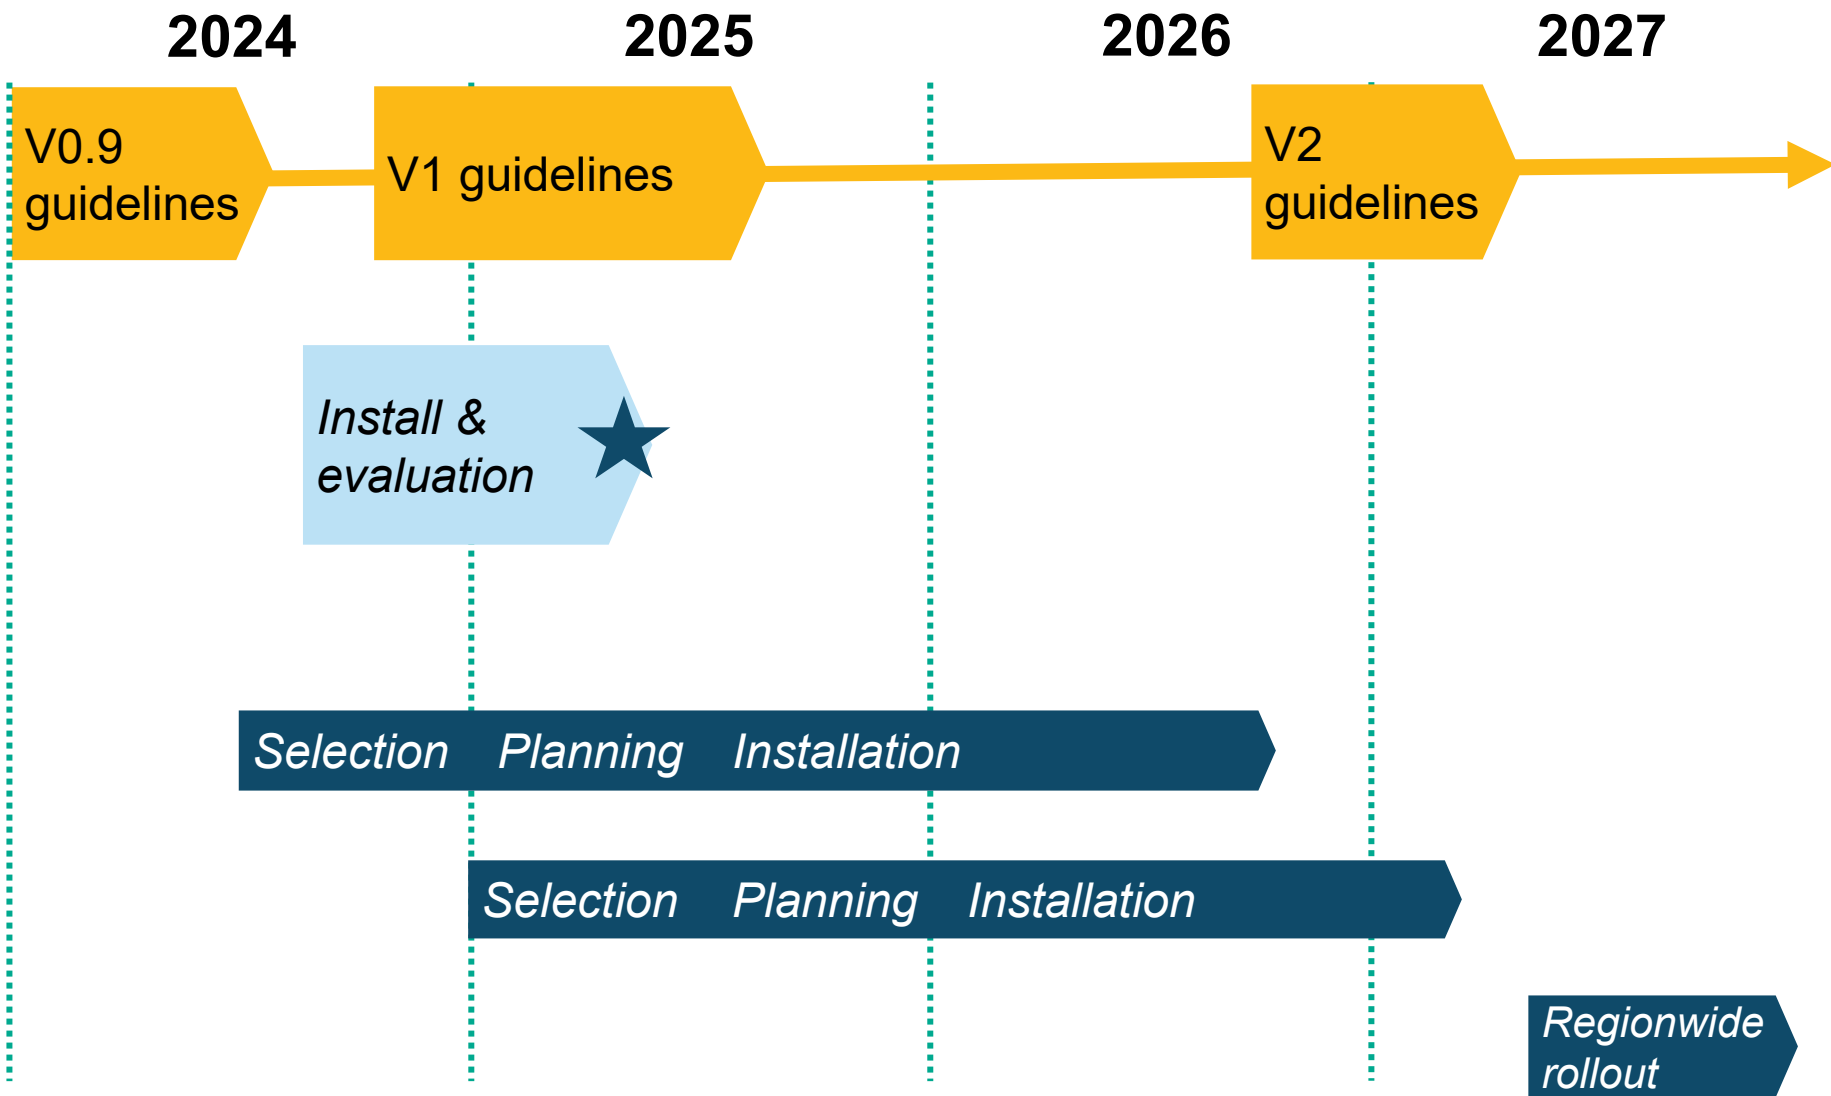 2024 2025 2026 2027
V0.9
guidelines
V1 guidelines
V2
guidelines
Install &
evaluation
Selection Planning Installation
Selection Planning Installation
Regionwide
rollout